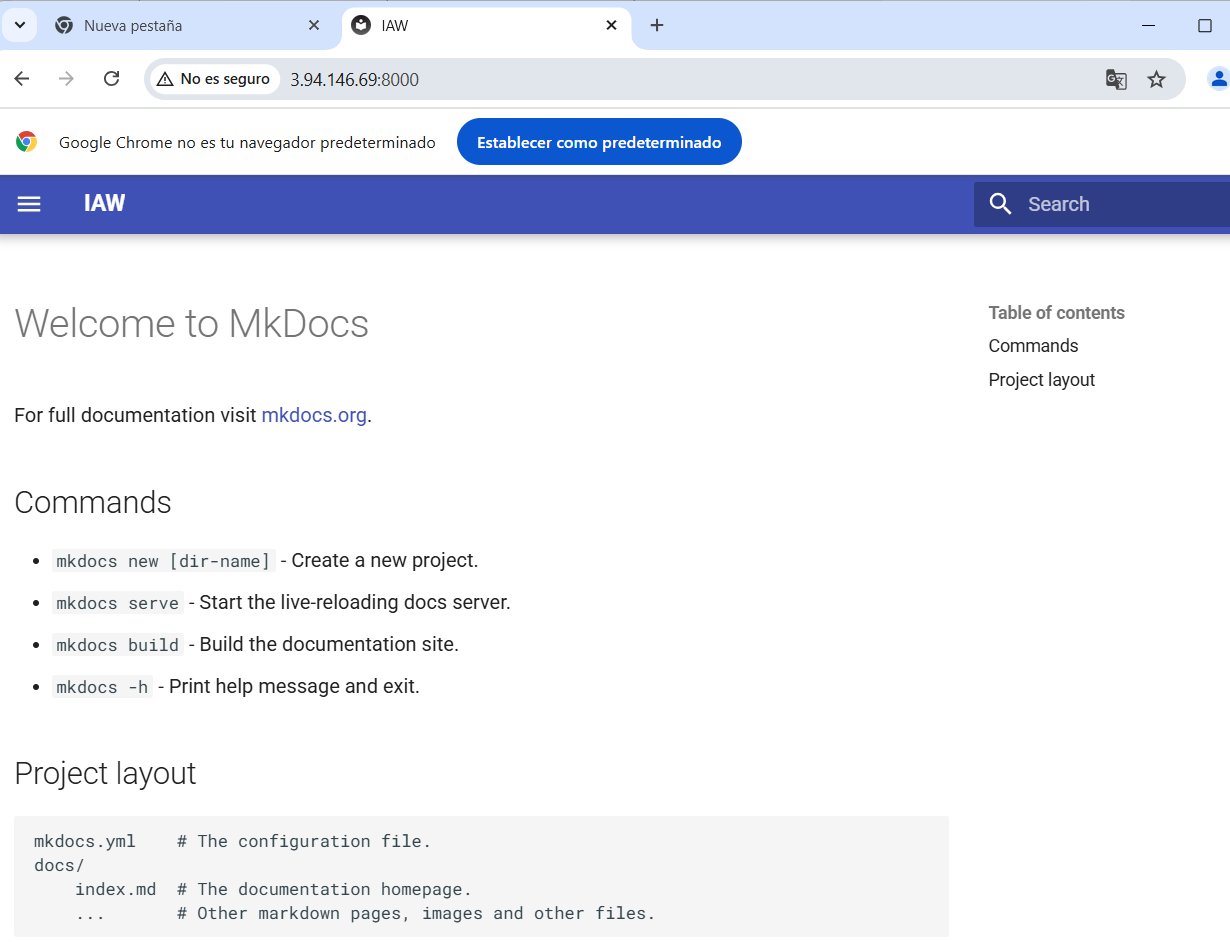 Nueva pestaña
IAW
No es seguro 3.94.146.69:8000
Google Chrome no es tu navegador predeterminado Establecer como predeterminado
IAW Search
Welcome to MkDocs
Table of contents
Commands
Project layout
For full documentation visit mkdocs.org.
Commands
mkdocs new [dir-name] - Create a new project.
mkdocs serve - Start the live-reloading docs server.
mkdocs build - Build the documentation site.
mkdocs -h - Print help message and exit.
Project layout
mkdocs.yml    # The configuration file.
docs/
    index.md  # The documentation homepage.
    ...       # Other markdown pages, images and other files.